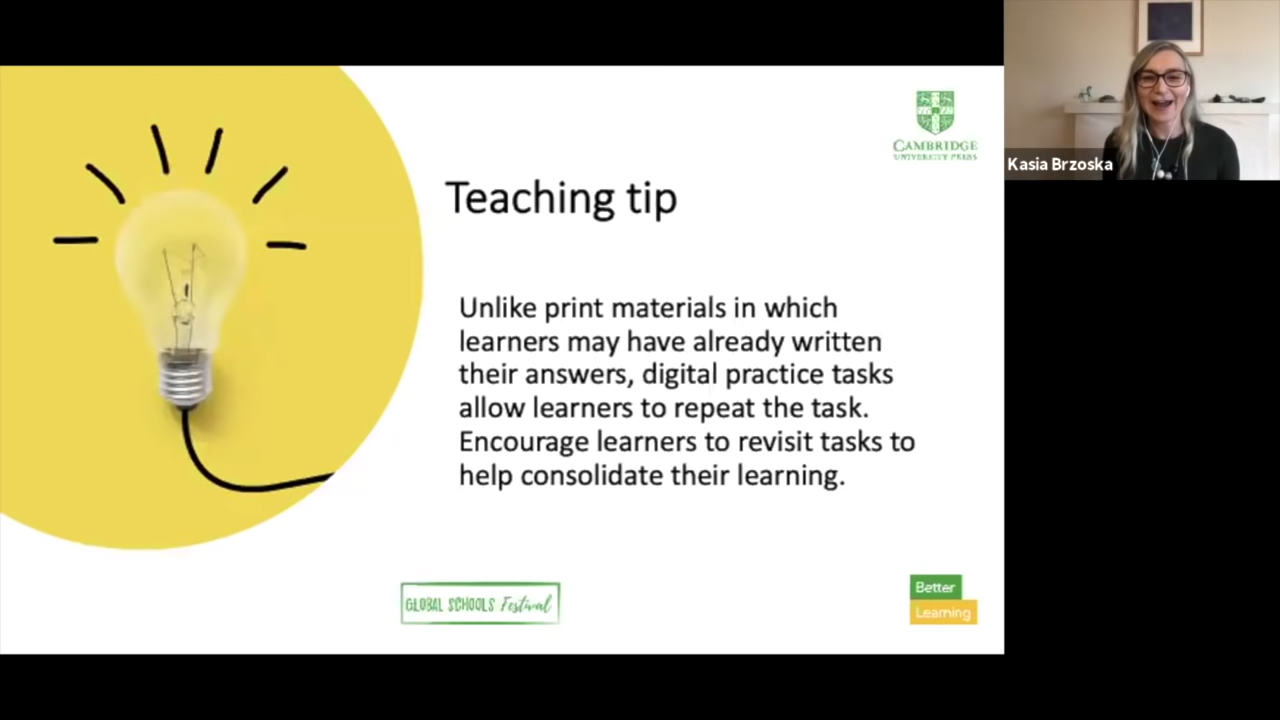 CAMBRIDGE
UNIVERSITY PRESS
Kasia Brzoska
Teaching tip
Unlike print materials in which
learners may have already written
their answers, digital practice tasks
allow learners to repeat the task.
Encourage learners to revisit tasks to
help consolidate their learning.
GLOBAL SCHOOLS Festival
Better
Learning